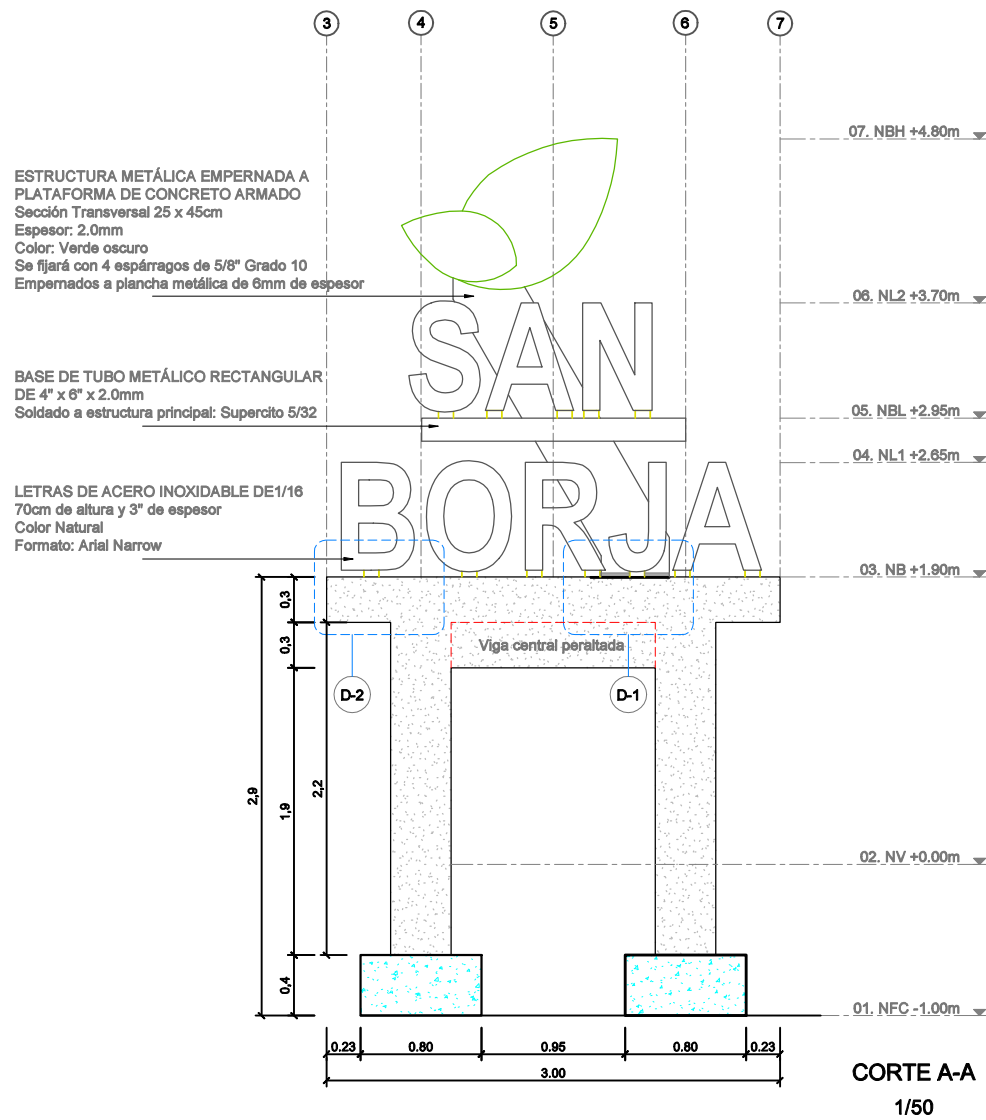 3 4 5 6 7
07. NBH +4.80m
ESTRUCTURA METÁLICA EMPERNADA A
PLATAFORMA DE CONCRETO ARMADO
Sección Transversal 25 x 45cm
Espesor: 2.0mm
Color: Verde oscuro
Se fijará con 4 espárragos de 5/8" Grado 10
Empernados a plancha metálica de 6mm de espesor
06. NL2 +3.70m
SAN
BASE DE TUBO METÁLICO RECTANGULAR
DE 4" x 6" x 2.0mm
Soldado a estructura principal: Supercito 5/32
05. NBL +2.95m
04. NL1 +2.65m
BORJA
LETRAS DE ACERO INOXIDABLE DE1/16
70cm de altura y 3" de espesor
Color Natural
Formato: Arial Narrow
03. NB +1.90m
0,3
0,3
Viga central peraltada
D-2
D-1
2,9
1,9
2,2
02. NV +0.00m
0,4
01. NFC -1.00m
0.23 0.80 0.95 0.80 0.23
3.00
CORTE A-A
1/50